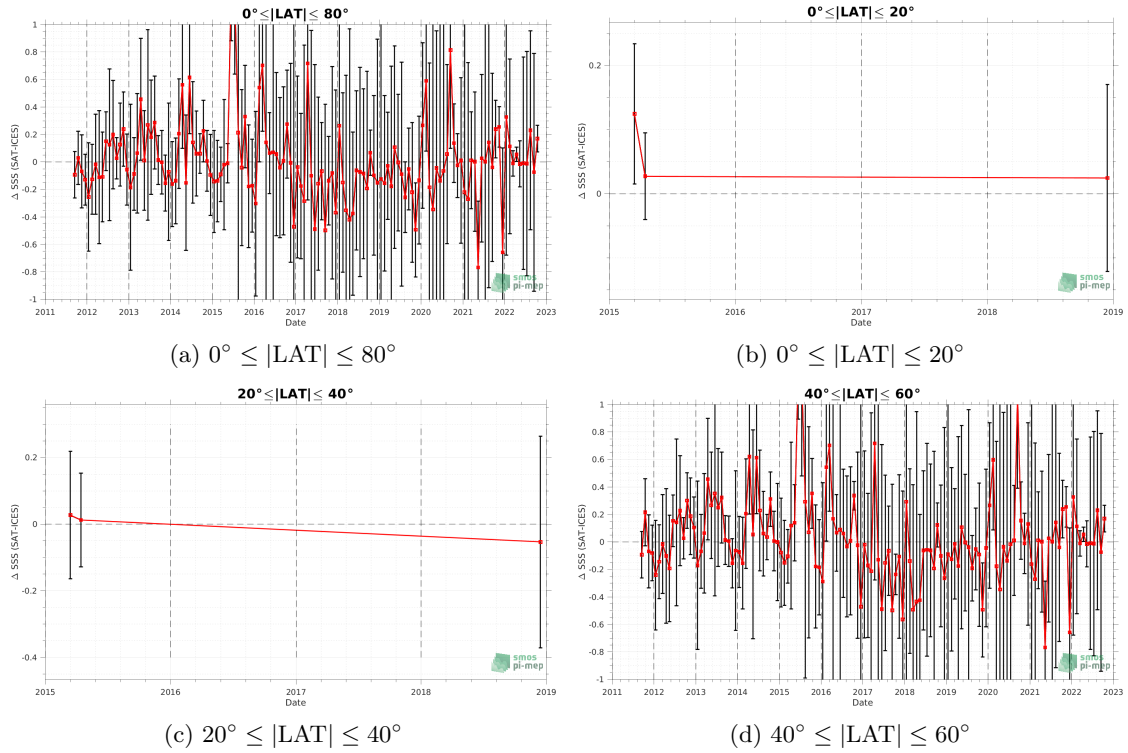 0°≤|LAT|≤ 80°
1
0.8
0.6
0.4
0.2
0
-0.2
-0.4
-0.6
-0.8
-1
Δ SSS (SAT-ICES)
2011 2012 2013 2014 2015 2016 2017 2018 2019 2020 2021 2022 2023
Date
smos
pi-mep
(a) 0° ≤ |LAT| ≤ 80°
0°≤|LAT|≤ 20°
0.2
0
Δ SSS (SAT-ICES)
2015 2016 2017 2018 2019
Date
smos
pi-mep
(b) 0° ≤ |LAT| ≤ 20°
20°≤|LAT|≤ 40°
0.2
0
-0.2
-0.4
Δ SSS (SAT-ICES)
2015 2016 2017 2018 2019
Date
smos
pi-mep
(c) 20° ≤ |LAT| ≤ 40°
40°≤|LAT|≤ 60°
1
0.8
0.6
0.4
0.2
0
-0.2
-0.4
-0.6
-0.8
-1
Δ SSS (SAT-ICES)
2011 2012 2013 2014 2015 2016 2017 2018 2019 2020 2021 2022 2023
Date
smos
pi-mep
(d) 40° ≤ |LAT| ≤ 60°